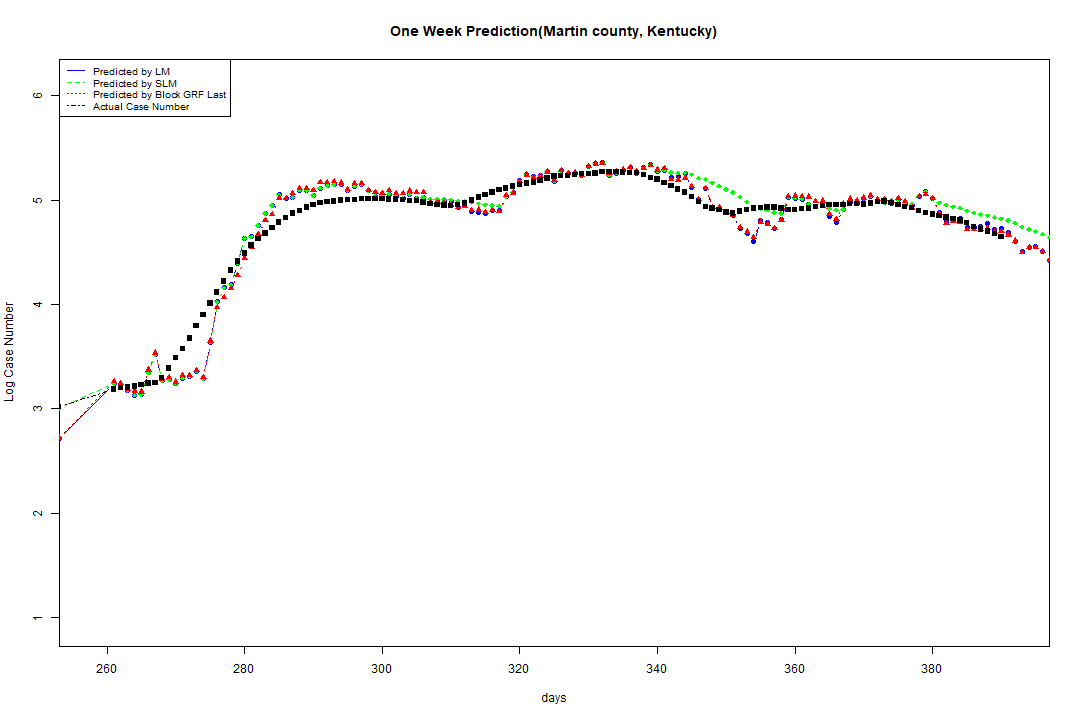 One Week Prediction(Martin county, Kentucky)
Predicted by LM
Predicted by SLM
Predicted by Block GRF Last
Actual Case Number
6
5
4
3
2
1
Log Case Number
260 280 300 320 340 360 380
days